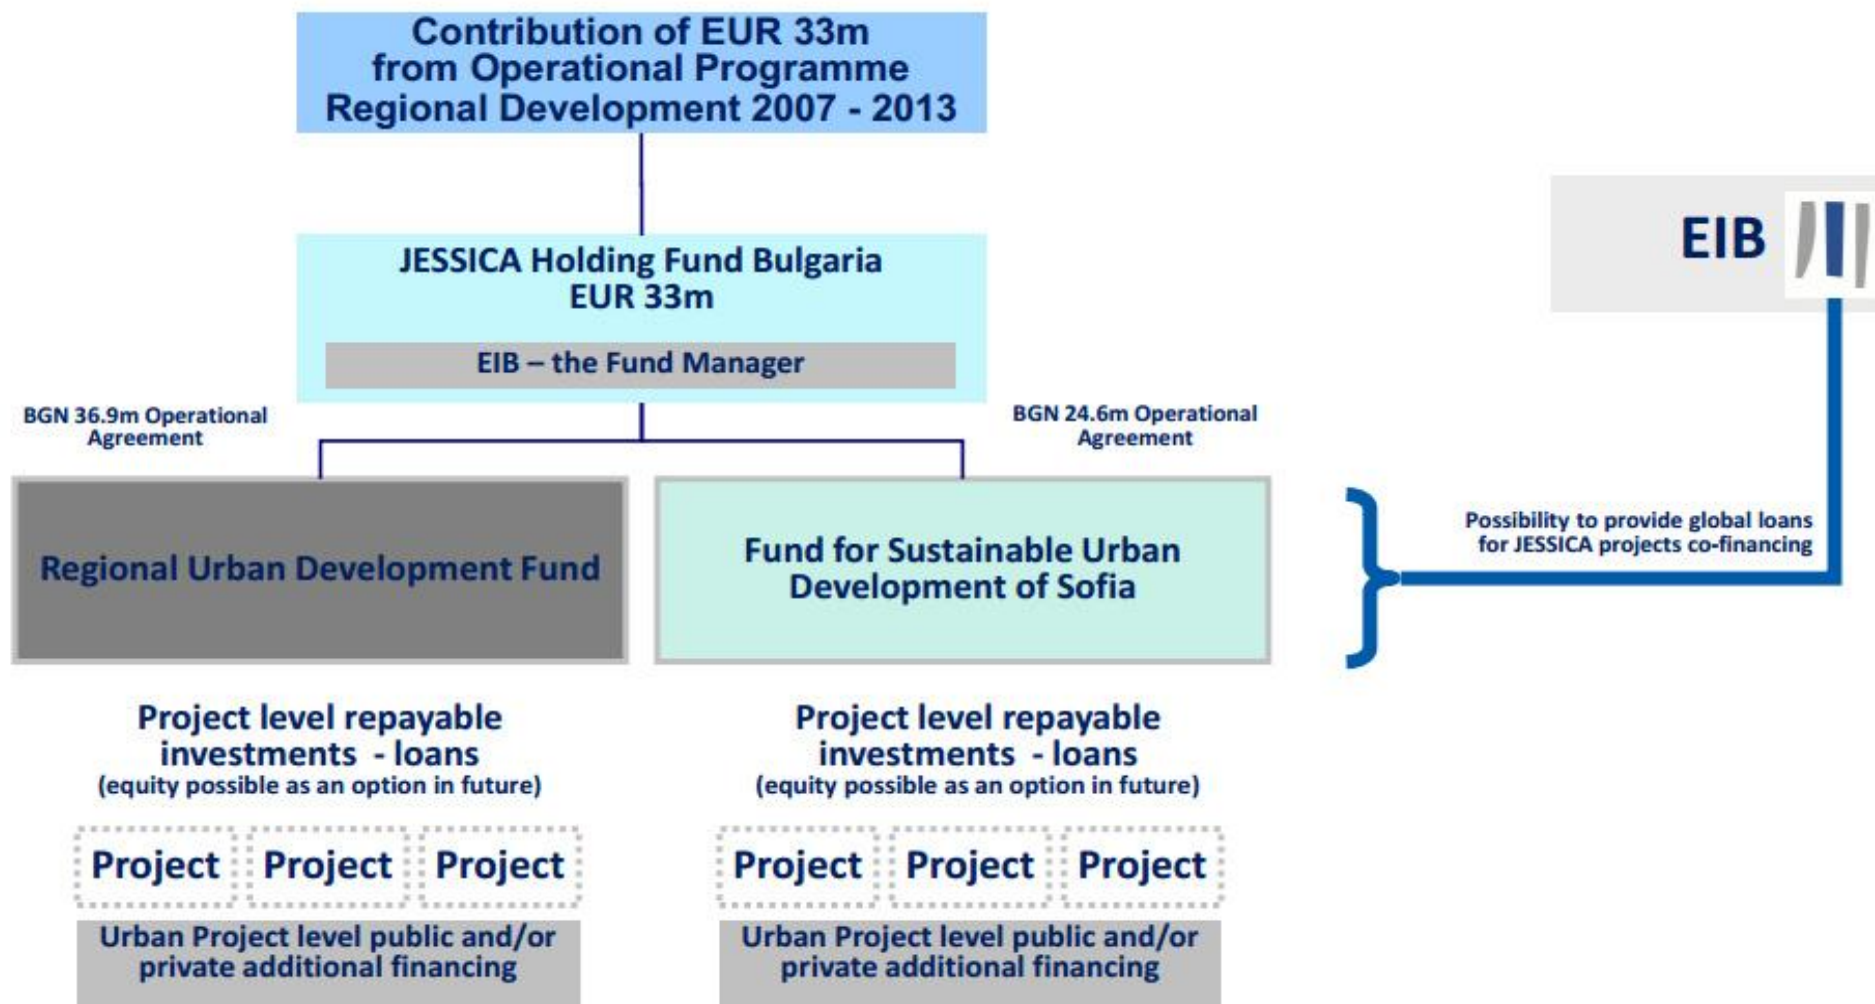 Contribution of EUR 33m
from Operational Programme
Regional Development 2007 - 2013
JESSICA Holding Fund Bulgaria
EUR 33m
EIB – the Fund Manager
EIB
BGN 36.9m Operational
Agreement
BGN 24.6m Operational
Agreement
Regional Urban Development Fund
Fund for Sustainable Urban
Development of Sofia
Possibility to provide global loans
for JESSICA projects co-financing
Project level repayable
investments - loans
(equity possible as an option in future)
Project level repayable
investments - loans
(equity possible as an option in future)
Project Project Project
Project Project Project
Urban Project level public and/or
private additional financing
Urban Project level public and/or
private additional financing